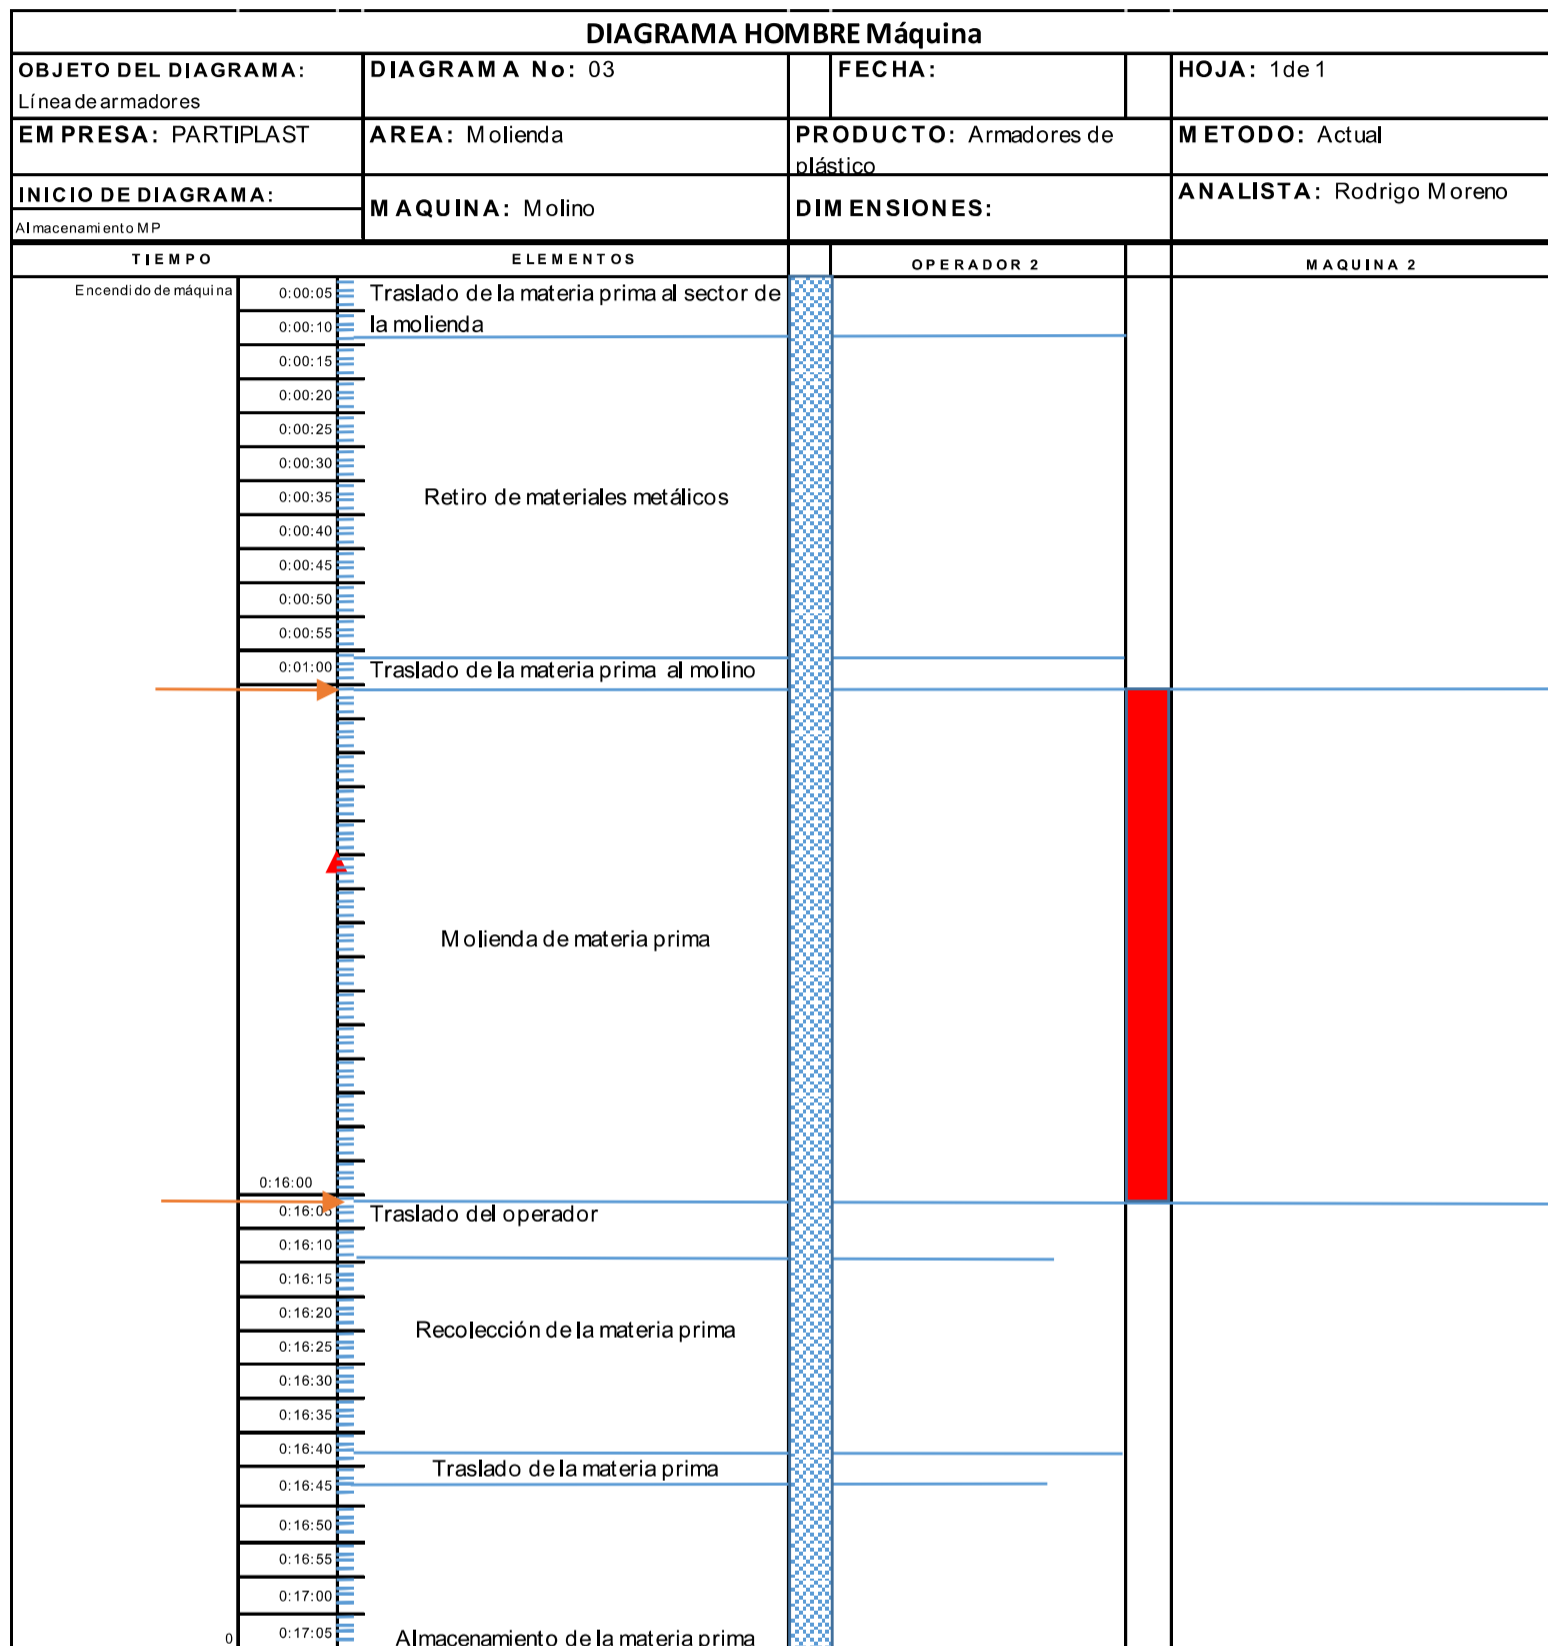 DIAGRAMA HOMBRE Máquina
OBJETO DEL DIAGRAMA:
Línea de armadores
DIAGRAMA No: 03
FECHA:
HOJA: 1 de 1
EMPRESA: PARTIPLAST
AREA: Molienda
PRODUCTO: Armadores de
plástico
METODO: Actual
INICIO DE DIAGRAMA:
Almacenamiento MP
MAQUINA: Molino
DIMENSIONES:
ANALISTA: Rodrigo Moreno
TIEMPO
ELEMENTOS
OPERADOR 2
MAQUINA 2
Encendido de máquina
0:00:05
Traslado de la materia prima al sector de
la molienda
0:00:10
0:00:15
0:00:20
0:00:25
0:00:30
0:00:35
Retiro de materiales metálicos
0:00:40
0:00:45
0:00:50
0:00:55
0:01:00
Traslado de la materia prima al molino
Molienda de materia prima
0:16:00
0:16:05
Traslado del operador
0:16:10
0:16:15
0:16:20
Recolección de la materia prima
0:16:25
0:16:30
0:16:35
0:16:40
Traslado de la materia prima
0:16:45
0:16:50
0:16:55
0:17:00
0
0:17:05
Almacenamiento de la materia prima